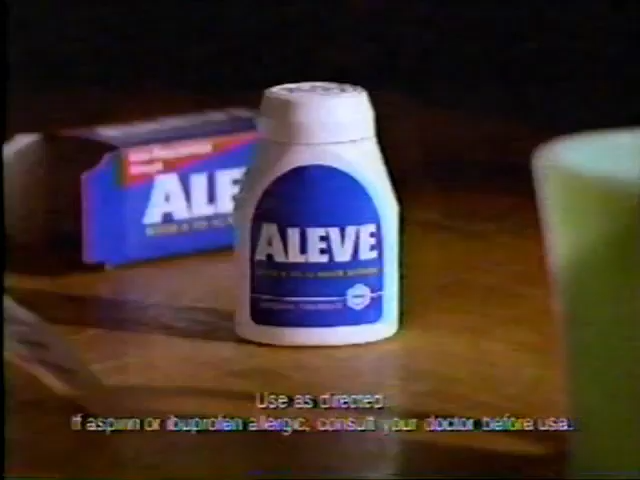 ALE
ALEVE
Use as directed.
If aspirin or ibuprofen allergic, consult your doctor before use.